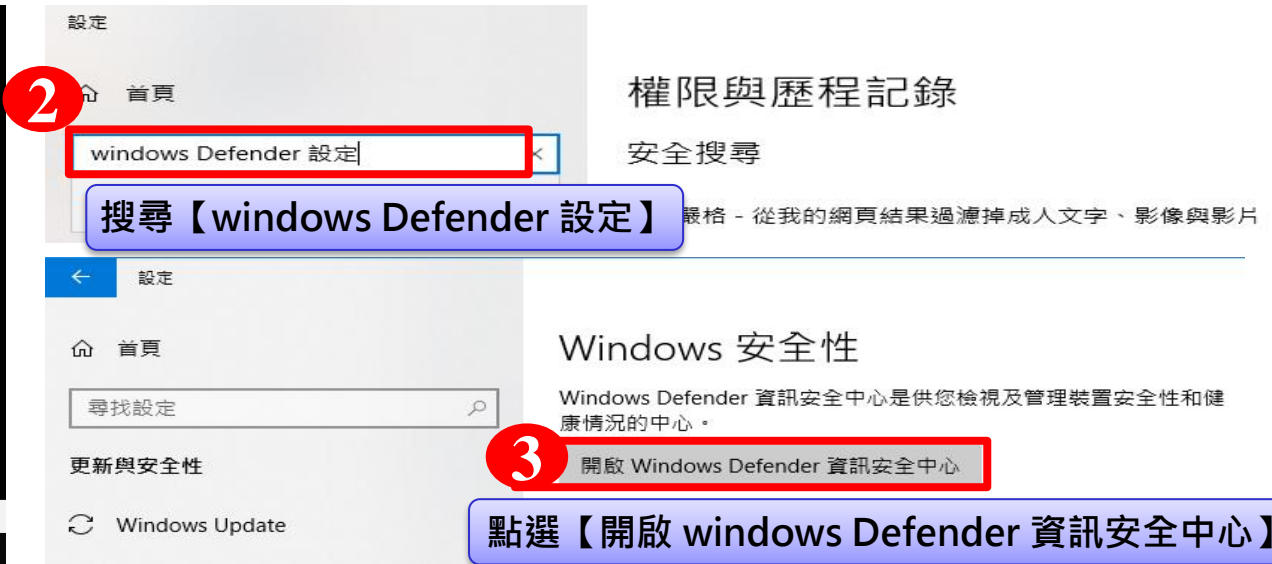 設定
2
首頁
windows Defender 設定
搜尋【windows Defender 設定】
權限與歷程記錄
安全搜尋
嚴格 - 從我的網頁結果過濾掉成人文字、影像與影片
設定
首頁
尋找設定
更新與安全性
Windows Update
Windows 安全性
Windows Defender 資訊安全中心是供您檢視及管理裝置安全性和健
康情況的中心。
3
開啟 Windows Defender 資訊安全中心
點選【開啟 windows Defender 資訊安全中心】